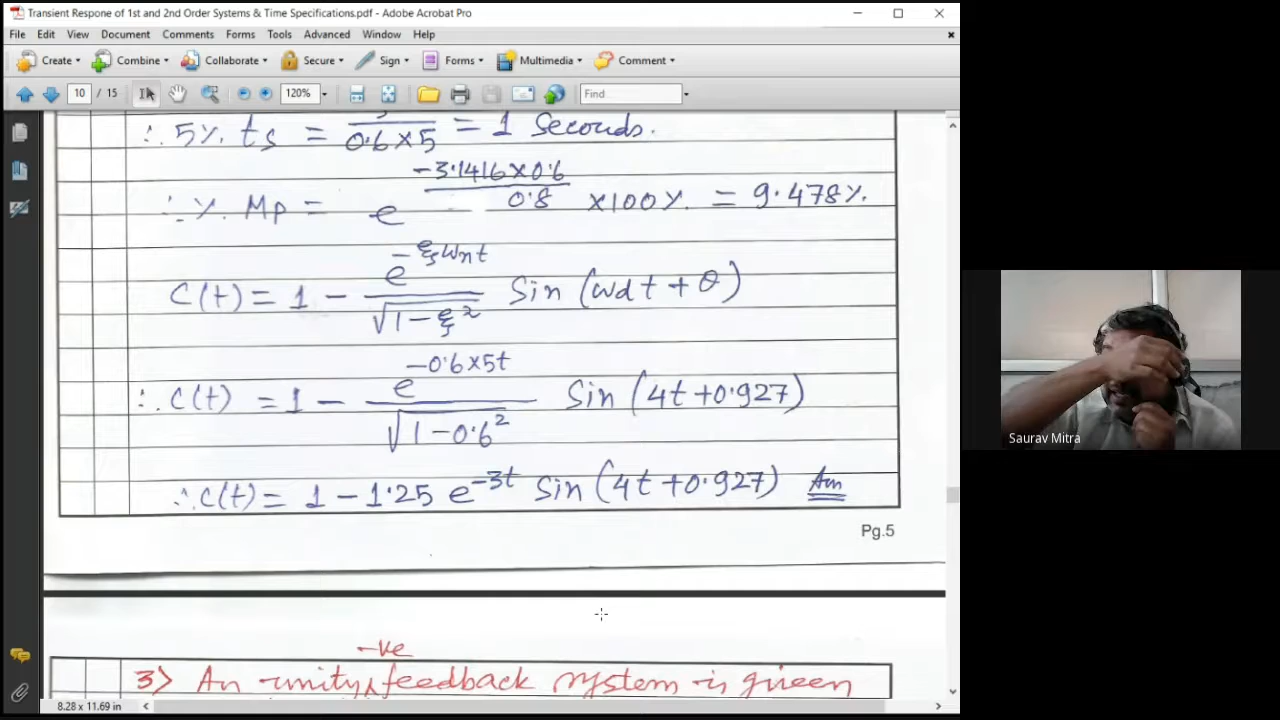 Transient Respone of 1st and 2nd Order Systems & Time Specifications.pdf - Adobe Acrobat Pro
File Edit View Document Comments Forms Tools Advanced Window Help
Create Combine Collaborate Secure Sign Forms Multimedia Comment
10 / 15 120% Find
∴ 5% ts = 3/(0.6×5) = 1 Seconds.
∴ % Mp = e^(-3.1416×0.6/0.8) ×100% = 9.478%
C(t) = 1 - e^(-ξωnt)/√(1-ξ²) Sin (ωdt + θ)
∴ C(t) = 1 - e^(-0.6×5t)/√(1-0.6²) Sin (4t + 0.927)
∴ C(t) = 1 - 1.25 e^(-3t) Sin (4t + 0.927) Ans
Pg.5
-ve
3> An unity feedback system is given
8.28 x 11.69 in
Saurav Mitra